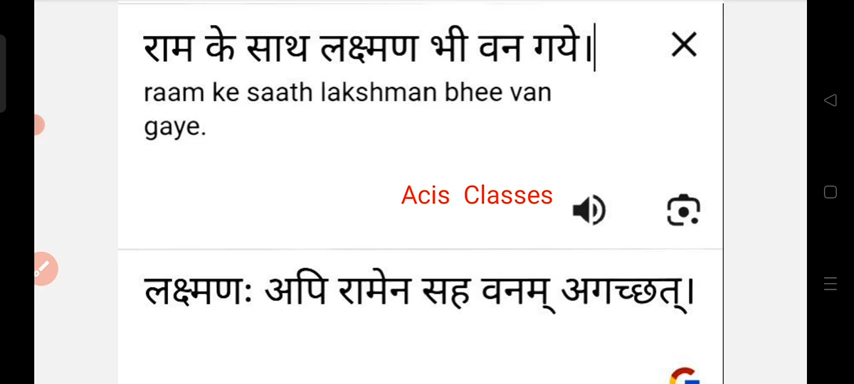 राम के साथ लक्ष्मण भी वन गये।
raam ke saath lakshman bhee van
gaye.
Acis Classes
लक्ष्मणः अपि रामेन सह वनम् अगच्छत्।